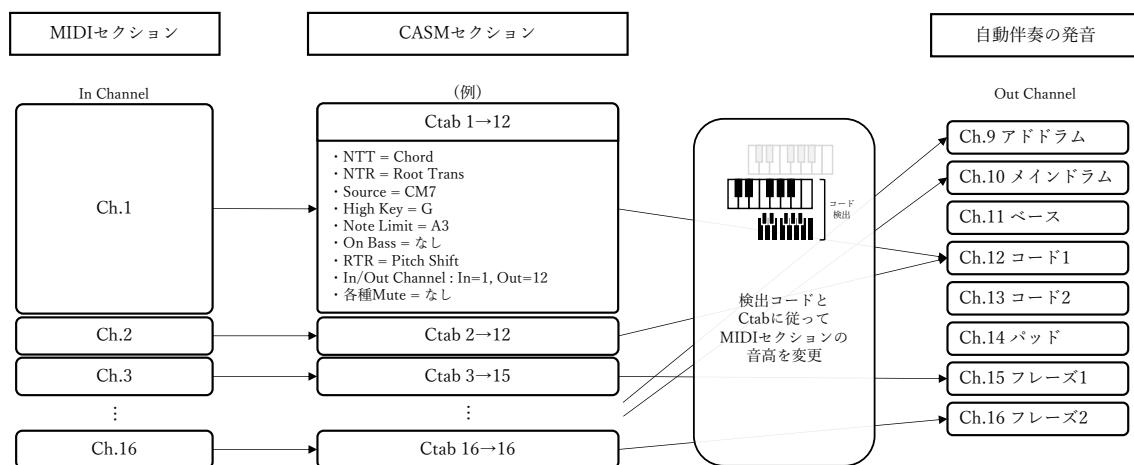 MIDIセクション
CASMセクション
自動伴奏の発音
In Channel
(例)
Out Channel
Ch.1
Ctab 1→12
・NTT = Chord
・NTR = Root Trans
・Source = CM7
・High Key = G
・Note Limit = A3
・On Bass = なし
・RTR = Pitch Shift
・In/Out Channel : In=1, Out=12
・各種Mute = なし
Ch.2
Ctab 2→12
Ch.3
Ctab 3→15
⋮
⋮
Ch.16
Ctab 16→16
コード
検出
検出コードと
Ctabに従って
MIDIセクションの
音高を変更
Ch.9 アドドラム
Ch.10 メインドラム
Ch.11 ベース
Ch.12 コード1
Ch.13 コード2
Ch.14 パッド
Ch.15 フレーズ1
Ch.16 フレーズ2